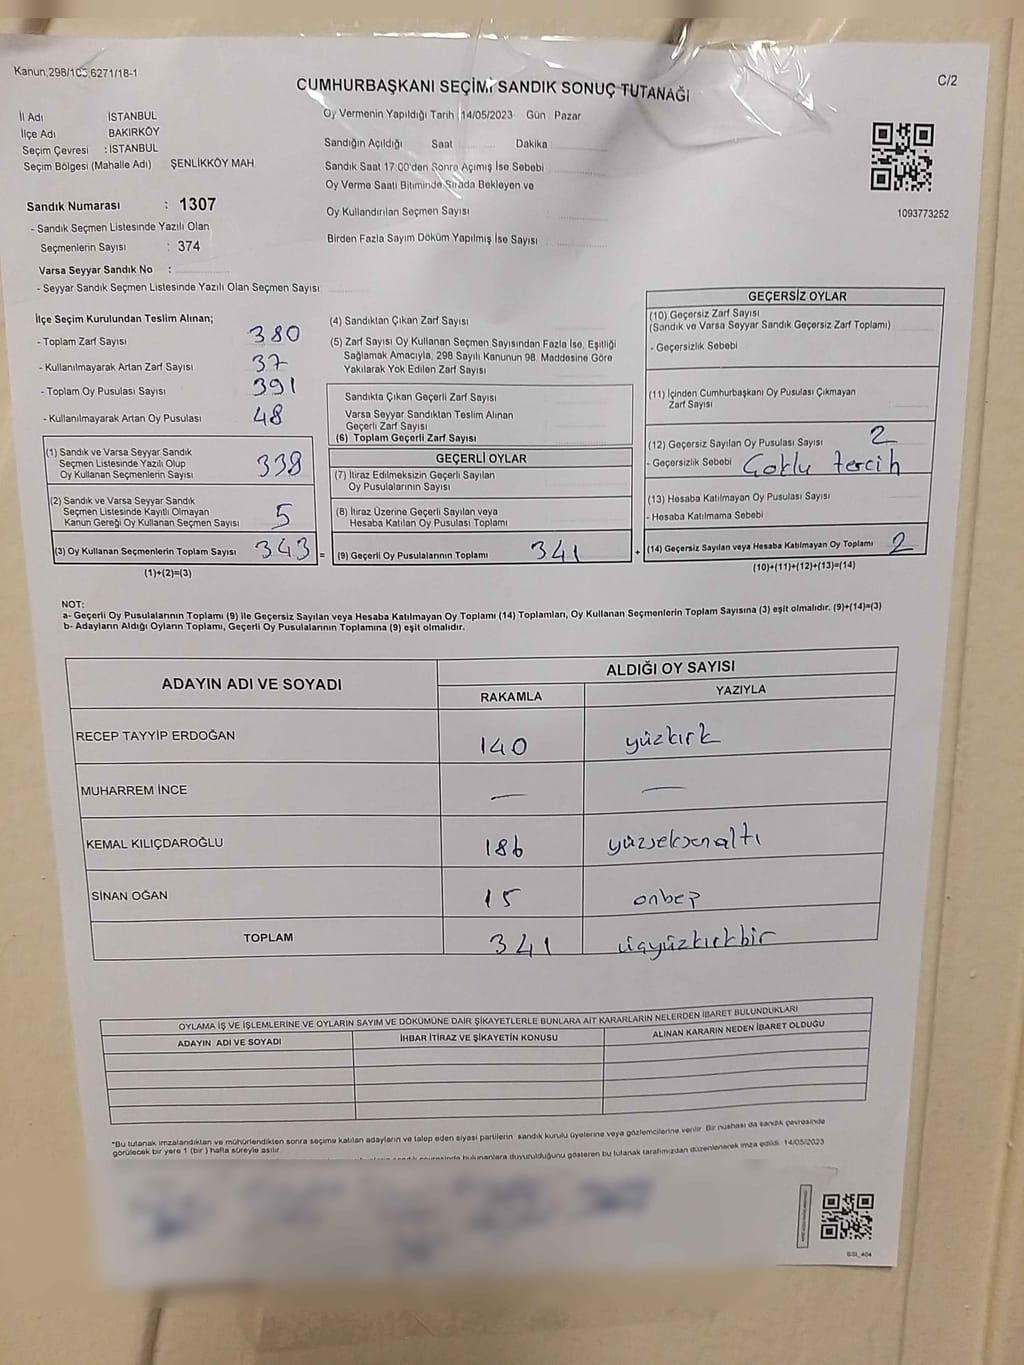 Kanun,298/105,6271/18-1
CUMHURBAŞKANI SEÇİMİ SANDIK SONUÇ TUTANAĞI
C/2
İl Adı İSTANBUL
İlçe Adı BAKIRKÖY
Seçim Çevresi : İSTANBUL
Seçim Bölgesi (Mahalle Adı) : ŞENLİKKÖY MAH
Oy Vermenin Yapıldığı Tarih 14/05/2023 Gün Pazar
Sandığın Açıldığı Saat Dakika
Sandık Saat 17:00'den Sonra Açımış İse Sebebi
Oy Verme Saati Bitiminde Sırada Bekleyen ve
Oy Kullandırılan Seçmen Sayısı
Birden Fazla Sayım Döküm Yapılmış İse Sayısı
1093773252
Sandık Numarası : 1307
- Sandık Seçmen Listesinde Yazılı Olan
Seçmenlerin Sayısı : 374
Varsa Seyyar Sandık No :
- Seyyar Sandık Seçmen Listesinde Yazılı Olan Seçmen Sayısı
İlçe Seçim Kurulundan Teslim Alınan;
- Toplam Zarf Sayısı 380
- Kullanılmayarak Artan Zarf Sayısı 37
- Toplam Oy Pusulası Sayısı 391
- Kullanılmayarak Artan Oy Pusulası 48
(1) Sandık ve Varsa Seyyar Sandık
Seçmen Listesinde Yazılı Olup
Oy Kullanan Seçmenlerin Sayısı 338
(2) Sandık ve Varsa Seyyar Sandık
Seçmen Listesinde Kayıtlı Olmayan
Kanun Gereği Oy Kullanan Seçmen Sayısı 5
(3) Oy Kullanan Seçmenlerin Toplam Sayısı 343 =
(1)+(2)=(3)
(4) Sandıktan Çıkan Zarf Sayısı
(5) Zarf Sayısı Oy Kullanan Seçmen Sayısından Fazla İse, Eşitliği
Sağlamak Amacıyla, 298 Sayılı Kanunun 98. Maddesine Göre
Yakılarak Yok Edilen Zarf Sayısı
Sandıkta Çıkan Geçerli Zarf Sayısı
Varsa Seyyar Sandıktan Teslim Alınan
Geçerli Zarf Sayısı
(6) Toplam Geçerli Zarf Sayısı
GEÇERLİ OYLAR
(7) İtiraz Edilmeksizin Geçerli Sayılan
Oy Pusulalarının Sayısı
(8) İtiraz Üzerine Geçerli Sayılan veya
Hesaba Katılan Oy Pusulası Toplamı
(9) Geçerli Oy Pusulalarının Toplamı 341 +
GEÇERSİZ OYLAR
(10) Geçersiz Zarf Sayısı
(Sandık ve Varsa Seyyar Sandık Geçersiz Zarf Toplamı)
- Geçersizlik Sebebi
(11) İçinden Cumhurbaşkanı Oy Pusulası Çıkmayan
Zarf Sayısı
(12) Geçersiz Sayılan Oy Pusulası Sayısı 2
- Geçersizlik Sebebi Çoklu tercih
(13) Hesaba Katılmayan Oy Pusulası Sayısı
- Hesaba Katılmama Sebebi
(14) Geçersiz Sayılan veya Hesaba Katılmayan Oy Toplamı 2
(10)+(11)+(12)+(13)=(14)
NOT:
a- Geçerli Oy Pusulalarının Toplamı (9) ile Geçersiz Sayılan veya Hesaba Katılmayan Oy Toplamı (14) Toplamları, Oy Kullanan Seçmenlerin Toplam Sayısına (3) eşit olmalıdır. (9)+(14)=(3)
b- Adayların Aldığı Oyların Toplamı, Geçerli Oy Pusulalarının Toplamına (9) eşit olmalıdır.
ADAYIN ADI VE SOYADI
ALDIĞI OY SAYISI
RAKAMLA YAZIYLA
RECEP TAYYİP ERDOĞAN 140 yüzkırk
MUHARREM İNCE — —
KEMAL KILIÇDAROĞLU 186 yüzseksenaltı
SİNAN OĞAN 15 onbeş
TOPLAM 341 üçyüzkırkbir
OYLAMA İŞ VE İŞLEMLERİNE VE OYLARIN SAYIM VE DÖKÜMÜNE DAİR ŞİKAYETLERLE BUNLARA AİT KARARLARIN NELERDEN İBARET BULUNDUKLARI
ADAYIN ADI VE SOYADI İHBAR İTİRAZ VE ŞİKAYETİN KONUSU ALINAN KARARIN NEDEN İBARET OLDUĞU
*Bu tutanak imzalandıktan ve mühürlendikten sonra seçime katılan adayların ve talep eden siyasi partilerin sandık kurulu üyelerine veya gözlemcilerine verilir. Bir nüshası da sandık çevresinde
görülecek bir yere 1 (bir) hafta süreyle asılır.
bulunanlara duyurulduğunu gösteren bu tutanak tarafımızdan düzenlenerek imza edildi. 14/05/2023